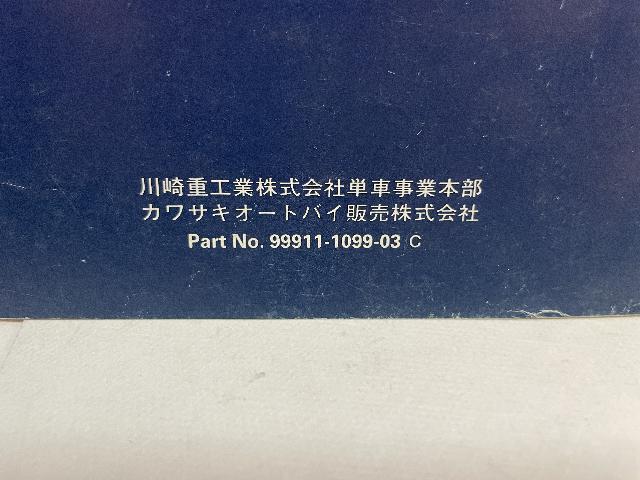 川崎重工業株式会社単車事業本部
カワサキオートバイ販売株式会社
Part No. 99911-1099-03 C